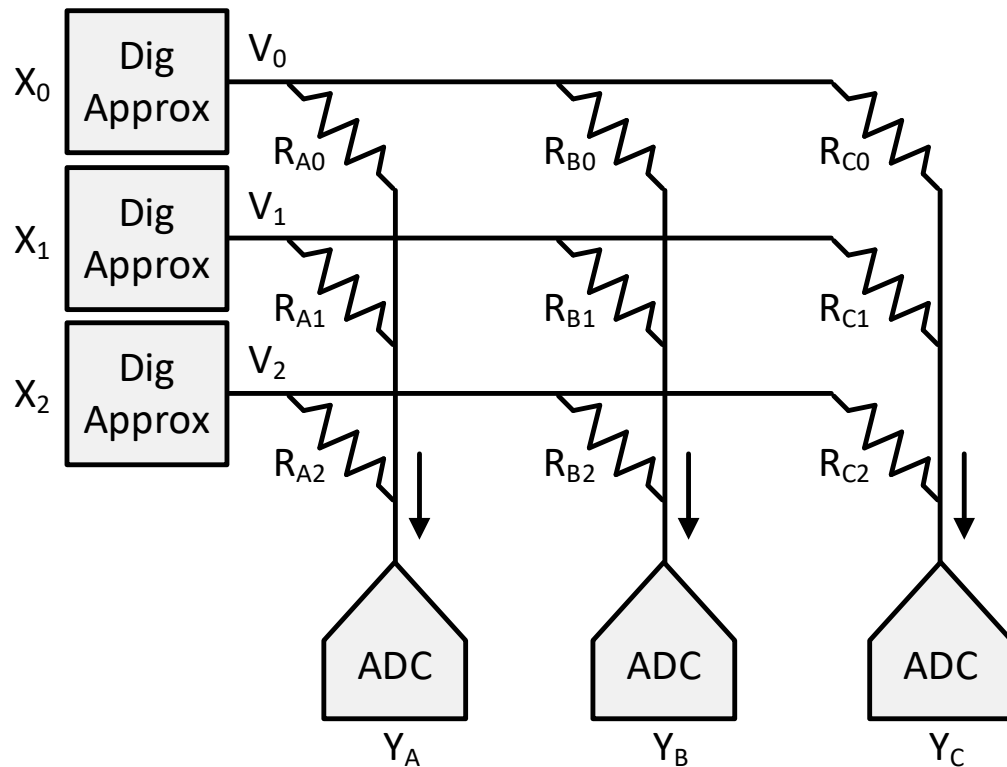 X0
Dig
Approx
V0
RA0
RB0
RC0
X1
Dig
Approx
V1
RA1
RB1
RC1
X2
Dig
Approx
V2
RA2
RB2
RC2
ADC
ADC
ADC
YA
YB
YC